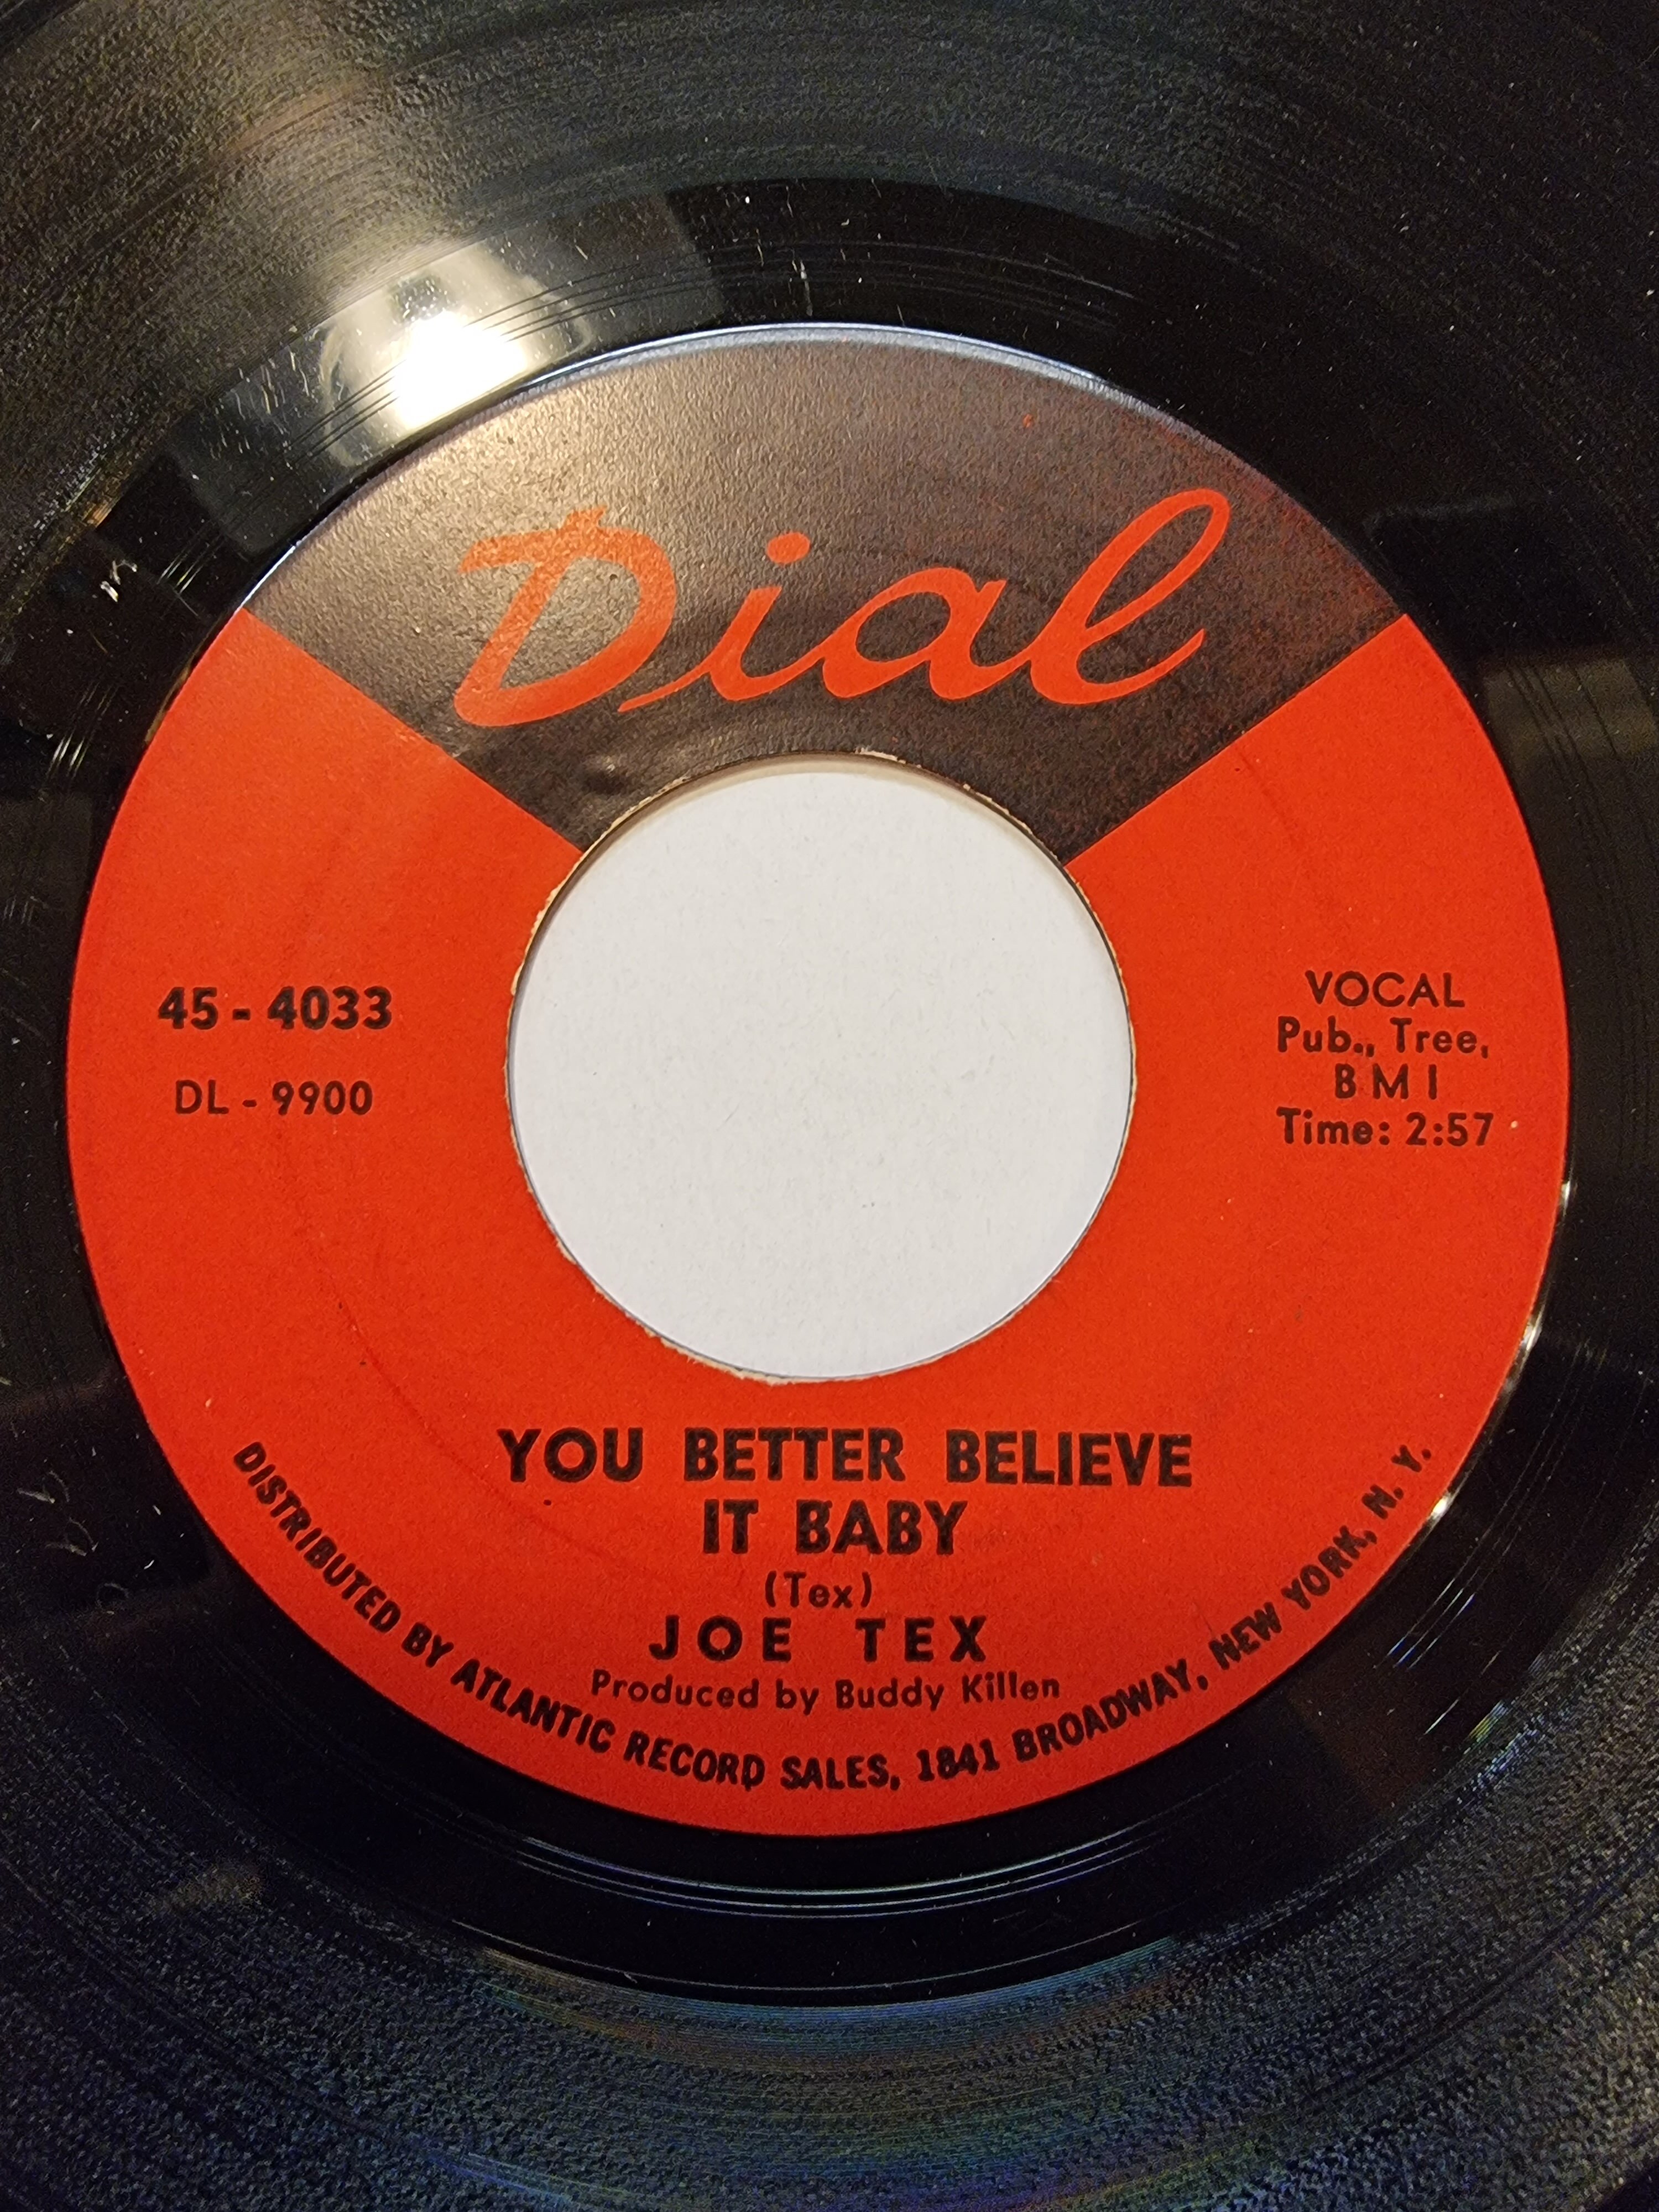 Dial
45 - 4033
DL - 9900
VOCAL
Pub., Tree,
B M I
Time: 2:57
YOU BETTER BELIEVE
IT BABY
(Tex)
JOE TEX
Produced by Buddy Killen
DISTRIBUTED BY ATLANTIC RECORD SALES, 1841 BROADWAY, NEW YORK, N. Y.